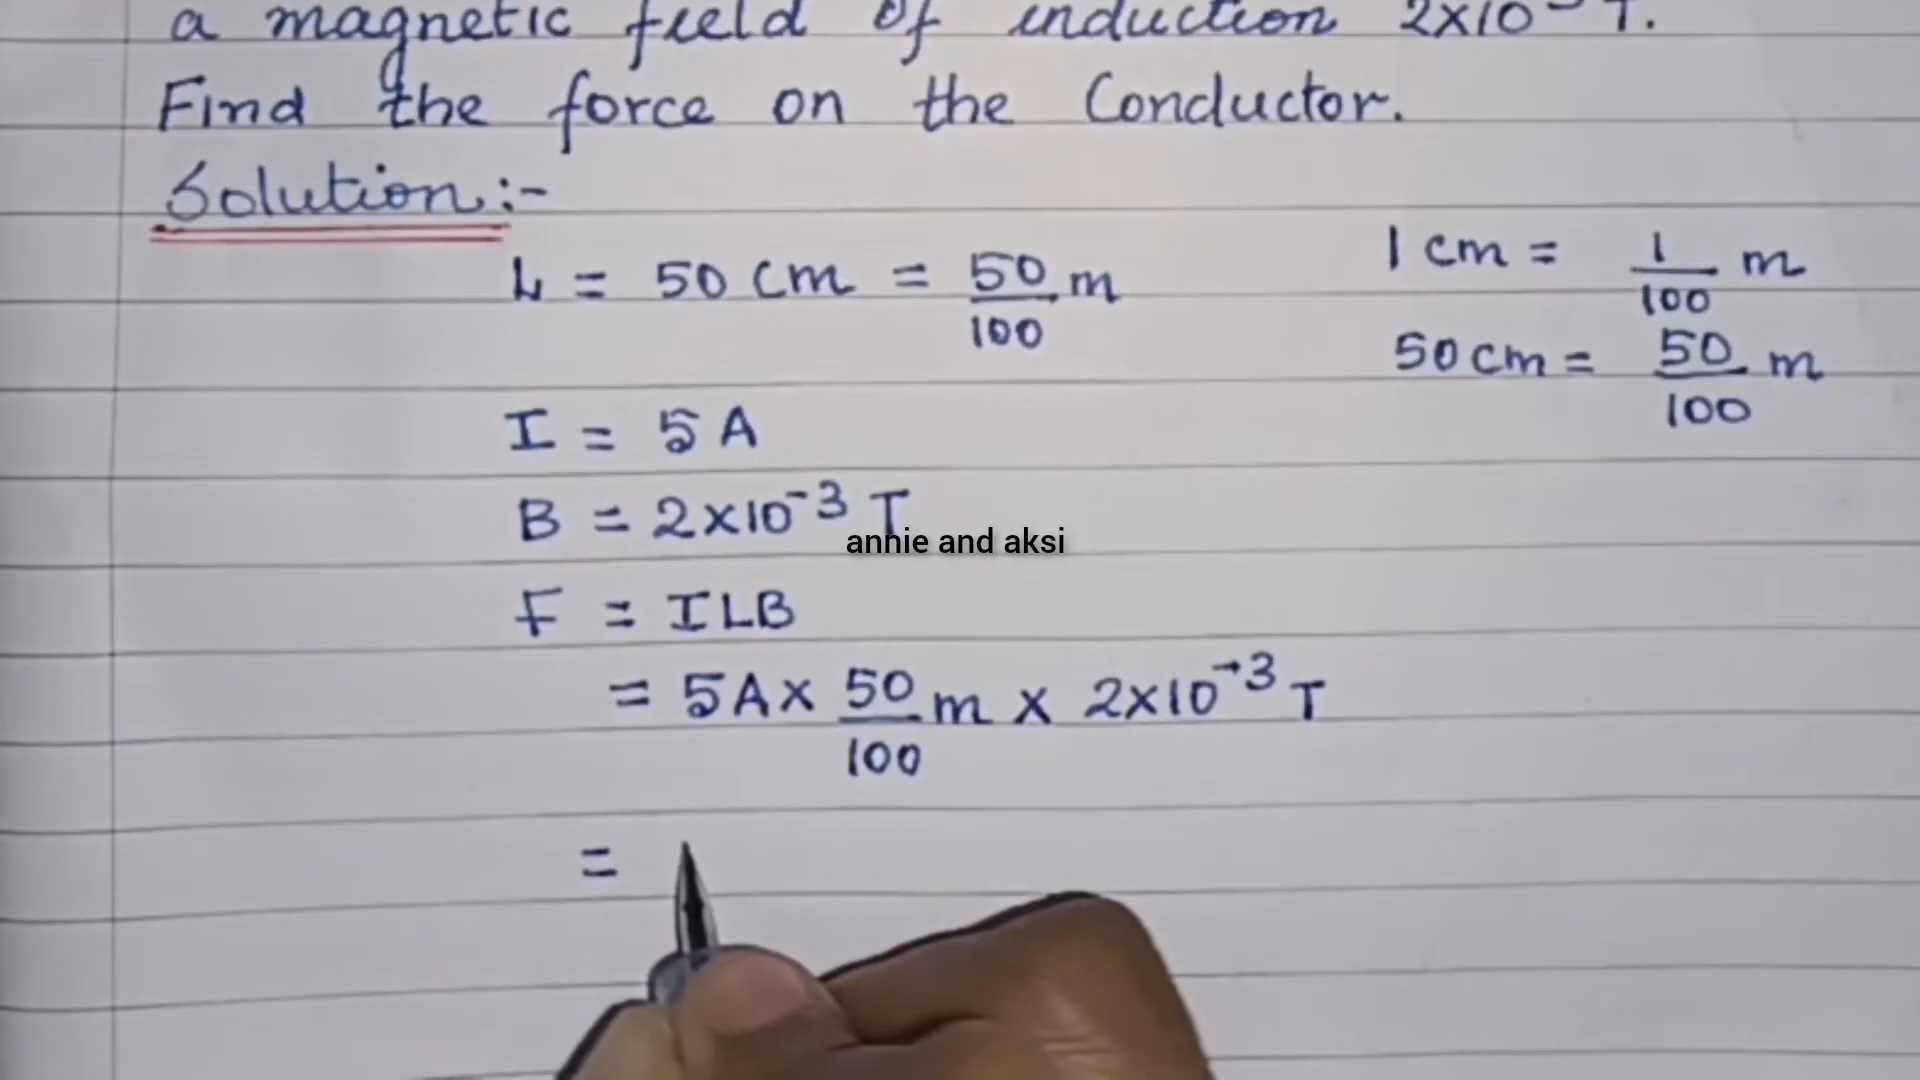 a magnetic field of induction 2x10⁻ T.
Find the force on the Conductor.
Solution:-
L = 50 cm = 50/100 m
1 cm = 1/100 m
50 cm = 50/100 m
I = 5 A
B = 2x10⁻³ T
annie and aksi
F = ILB
= 5A x 50/100 m x 2x10⁻³ T
=